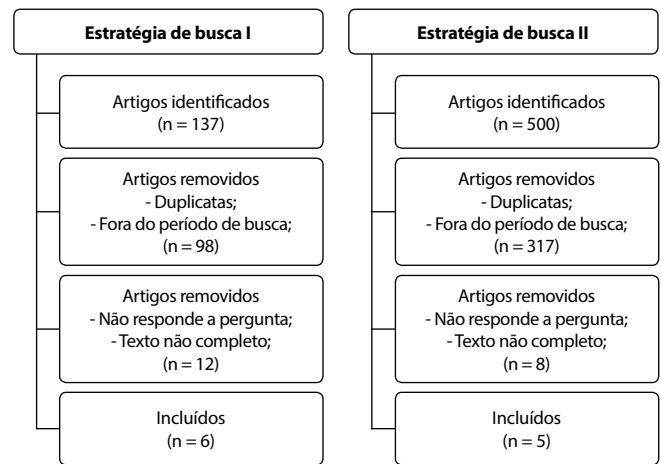 Estratégia de busca I
Artigos identificados
(n = 137)
Artigos removidos
- Duplicatas;
- Fora do período de busca;
(n = 98)
Artigos removidos
- Não responde a pergunta;
- Texto não completo;
(n = 12)
Incluídos
(n = 6)
Estratégia de busca II
Artigos identificados
(n = 500)
Artigos removidos
- Duplicatas;
- Fora do período de busca;
(n = 317)
Artigos removidos
- Não responde a pergunta;
- Texto não completo;
(n = 8)
Incluídos
(n = 5)